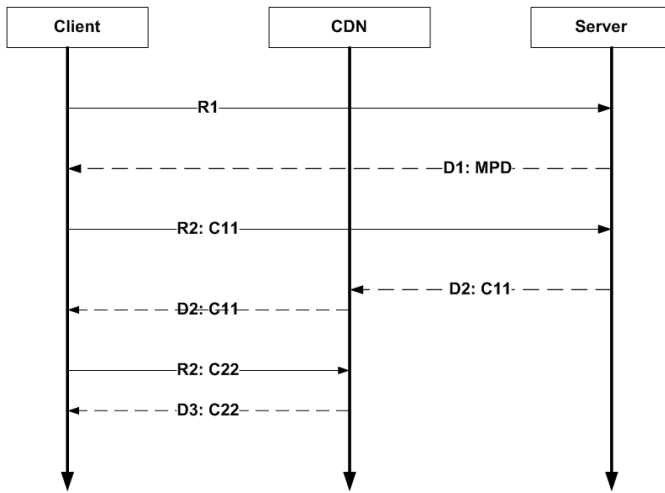 Client
CDN
Server
R1
D1: MPD
R2: C11
D2: C11
D2: C11
R2: C22
D3: C22